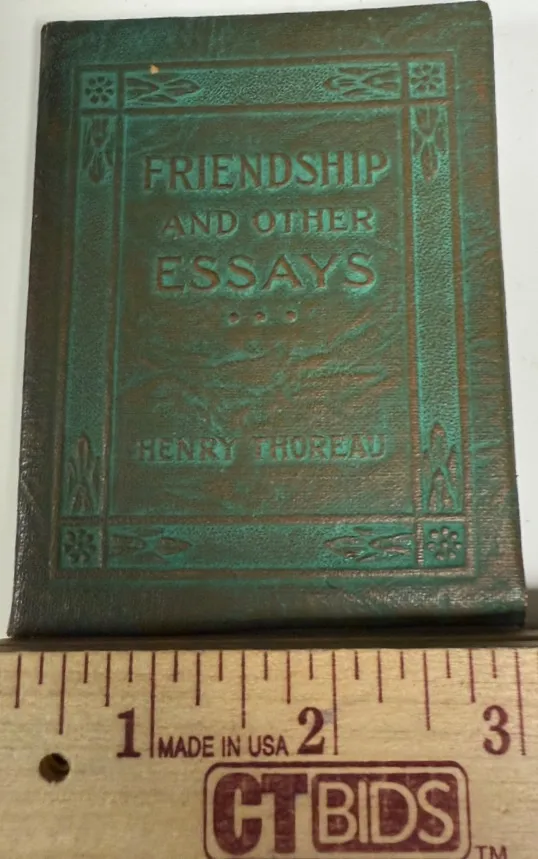 FRIENDSHIP
AND OTHER
ESSAYS
HENRY THOREAU
1 MADE IN USA 2 3
CTBIDS TM